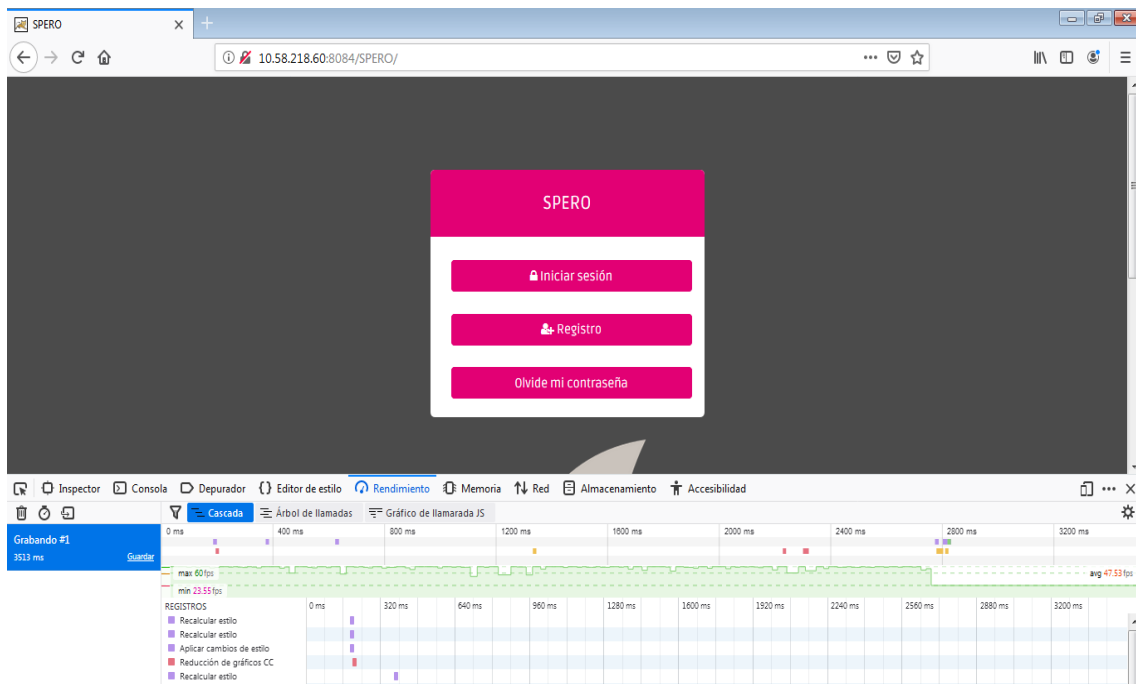 SPERO
10.58.218.60:8084/SPERO/
SPERO
Iniciar sesión
Registro
Olvide mi contraseña
Inspector Consola Depurador Editor de estilo Rendimiento Memoria Red Almacenamiento Accesibilidad
Cascada Árbol de llamadas Gráfico de llamarada JS
Grabando #1
3513 ms Guardar
0 ms 400 ms 800 ms 1200 ms 1600 ms 2000 ms 2400 ms 2800 ms 3200 ms
max 60 fps
min 23.55 fps
avg 47.53 fps
REGISTROS 0 ms 320 ms 640 ms 960 ms 1280 ms 1600 ms 1920 ms 2240 ms 2560 ms 2880 ms 3200 ms
Recalcular estilo
Recalcular estilo
Aplicar cambios de estilo
Reducción de gráficos CC
Recalcular estilo